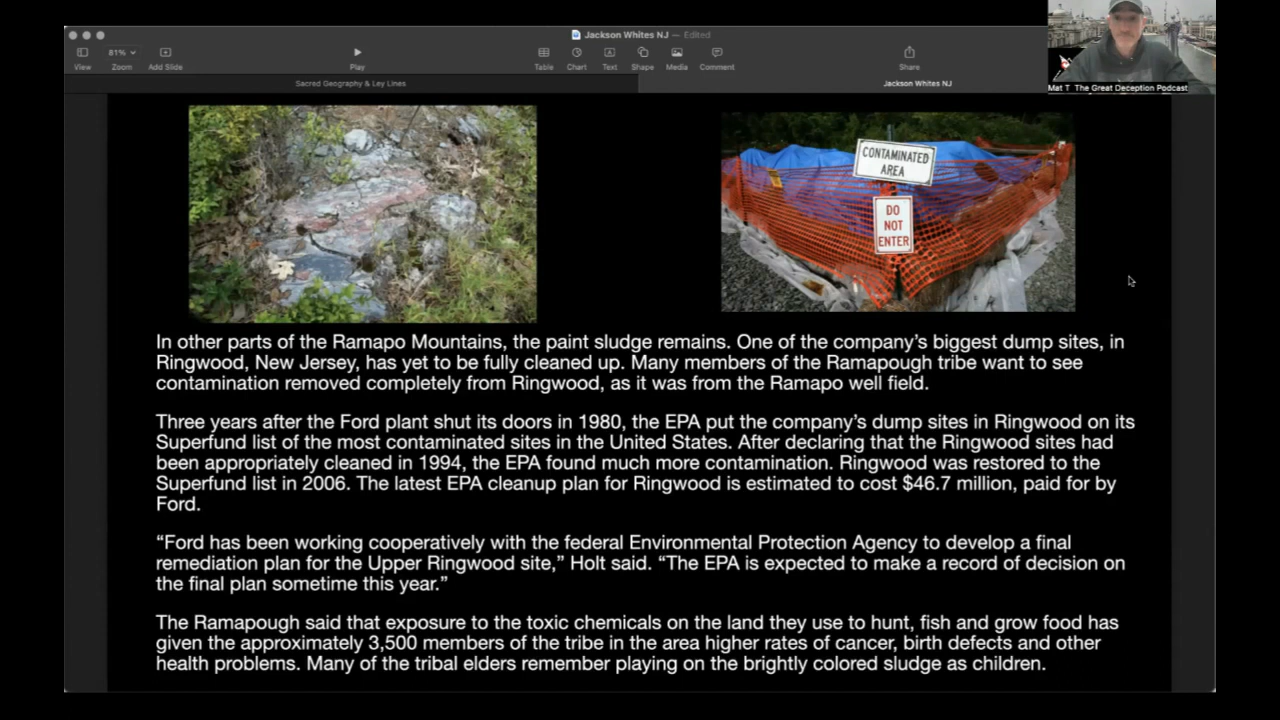 Jackson Whites NJ — Edited
81%
View
Zoom
Add Slide
Play
Table
Chart
Text
Shape
Media
Comment
Share
Sacred Geography & Ley Lines
Jackson Whites NJ
Mat T The Great Deception Podcast
CONTAMINATED
AREA
DO
NOT
ENTER
In other parts of the Ramapo Mountains, the paint sludge remains. One of the company’s biggest dump sites, in
Ringwood, New Jersey, has yet to be fully cleaned up. Many members of the Ramapough tribe want to see
contamination removed completely from Ringwood, as it was from the Ramapo well field.
Three years after the Ford plant shut its doors in 1980, the EPA put the company’s dump sites in Ringwood on its
Superfund list of the most contaminated sites in the United States. After declaring that the Ringwood sites had
been appropriately cleaned in 1994, the EPA found much more contamination. Ringwood was restored to the
Superfund list in 2006. The latest EPA cleanup plan for Ringwood is estimated to cost $46.7 million, paid for by
Ford.
“Ford has been working cooperatively with the federal Environmental Protection Agency to develop a final
remediation plan for the Upper Ringwood site,” Holt said. “The EPA is expected to make a record of decision on
the final plan sometime this year.”
The Ramapough said that exposure to the toxic chemicals on the land they use to hunt, fish and grow food has
given the approximately 3,500 members of the tribe in the area higher rates of cancer, birth defects and other
health problems. Many of the tribal elders remember playing on the brightly colored sludge as children.